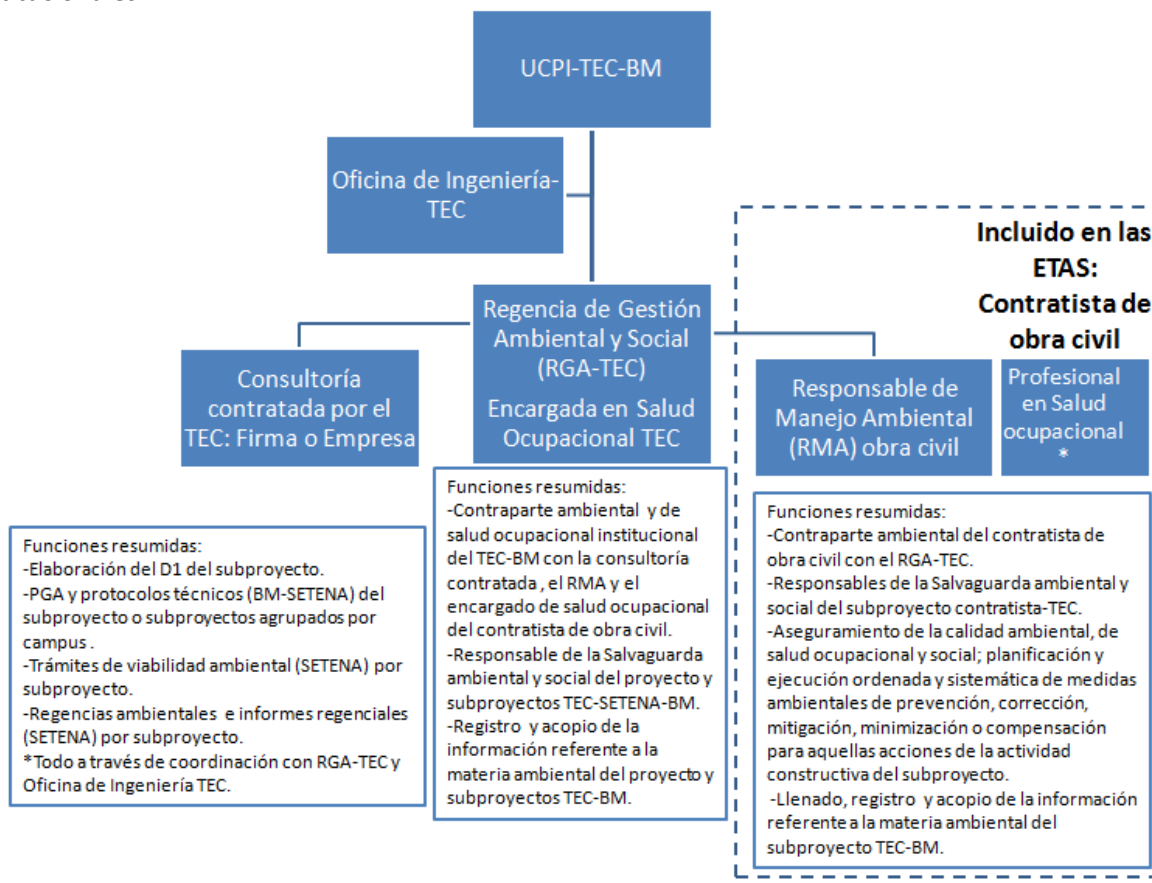 UCPI-TEC-BM
Oficina de Ingeniería-
TEC
Incluido en las
ETAS:
Contratista de
obra civil
Regencia de Gestión
Ambiental y Social
(RGA-TEC)
Encargada en Salud
Ocupacional TEC
Consultoría
contratada por el
TEC: Firma o Empresa
Responsable de
Manejo Ambiental
(RMA) obra civil
Profesional
en Salud
ocupacional
*
Funciones resumidas:
-Elaboración del D1 del subproyecto.
-PGA y protocolos técnicos (BM-SETENA) del
subproyecto o subproyectos agrupados por
campus .
-Trámites de viabilidad ambiental (SETENA) por
subproyecto.
-Regencias ambientales e informes regenciales
(SETENA) por subproyecto.
*Todo a través de coordinación con RGA-TEC y
Oficina de Ingeniería TEC.
Funciones resumidas:
-Contraparte ambiental y de
salud ocupacional institucional
del TEC-BM con la consultoría
contratada , el RMA y el
encargado de salud ocupacional
del contratista de obra civil.
-Responsable de la Salvaguarda
ambiental y social del proyecto y
subproyectos TEC-SETENA-BM.
-Registro y acopio de la
información referente a la
materia ambiental del proyecto y
subproyectos TEC-BM.
Funciones resumidas:
-Contraparte ambiental del contratista de
obra civil con el RGA-TEC.
-Responsables de la Salvaguarda ambiental y
social del subproyecto contratista-TEC.
-Aseguramiento de la calidad ambiental, de
salud ocupacional y social; planificación y
ejecución ordenada y sistemática de medidas
ambientales de prevención, corrección,
mitigación, minimización o compensación
para aquellas acciones de la actividad
constructiva del subproyecto.
-Llenado, registro y acopio de la información
referente a la materia ambiental del
subproyecto TEC-BM.